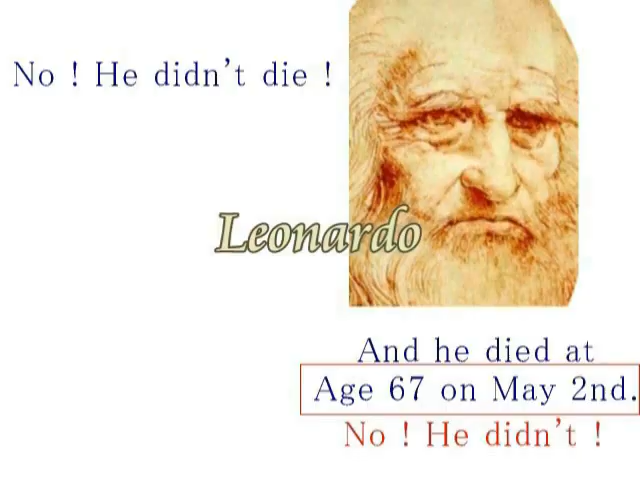 No ! He didn't die !
Leonardo
And he died at
Age 67 on May 2nd.
No ! He didn't !